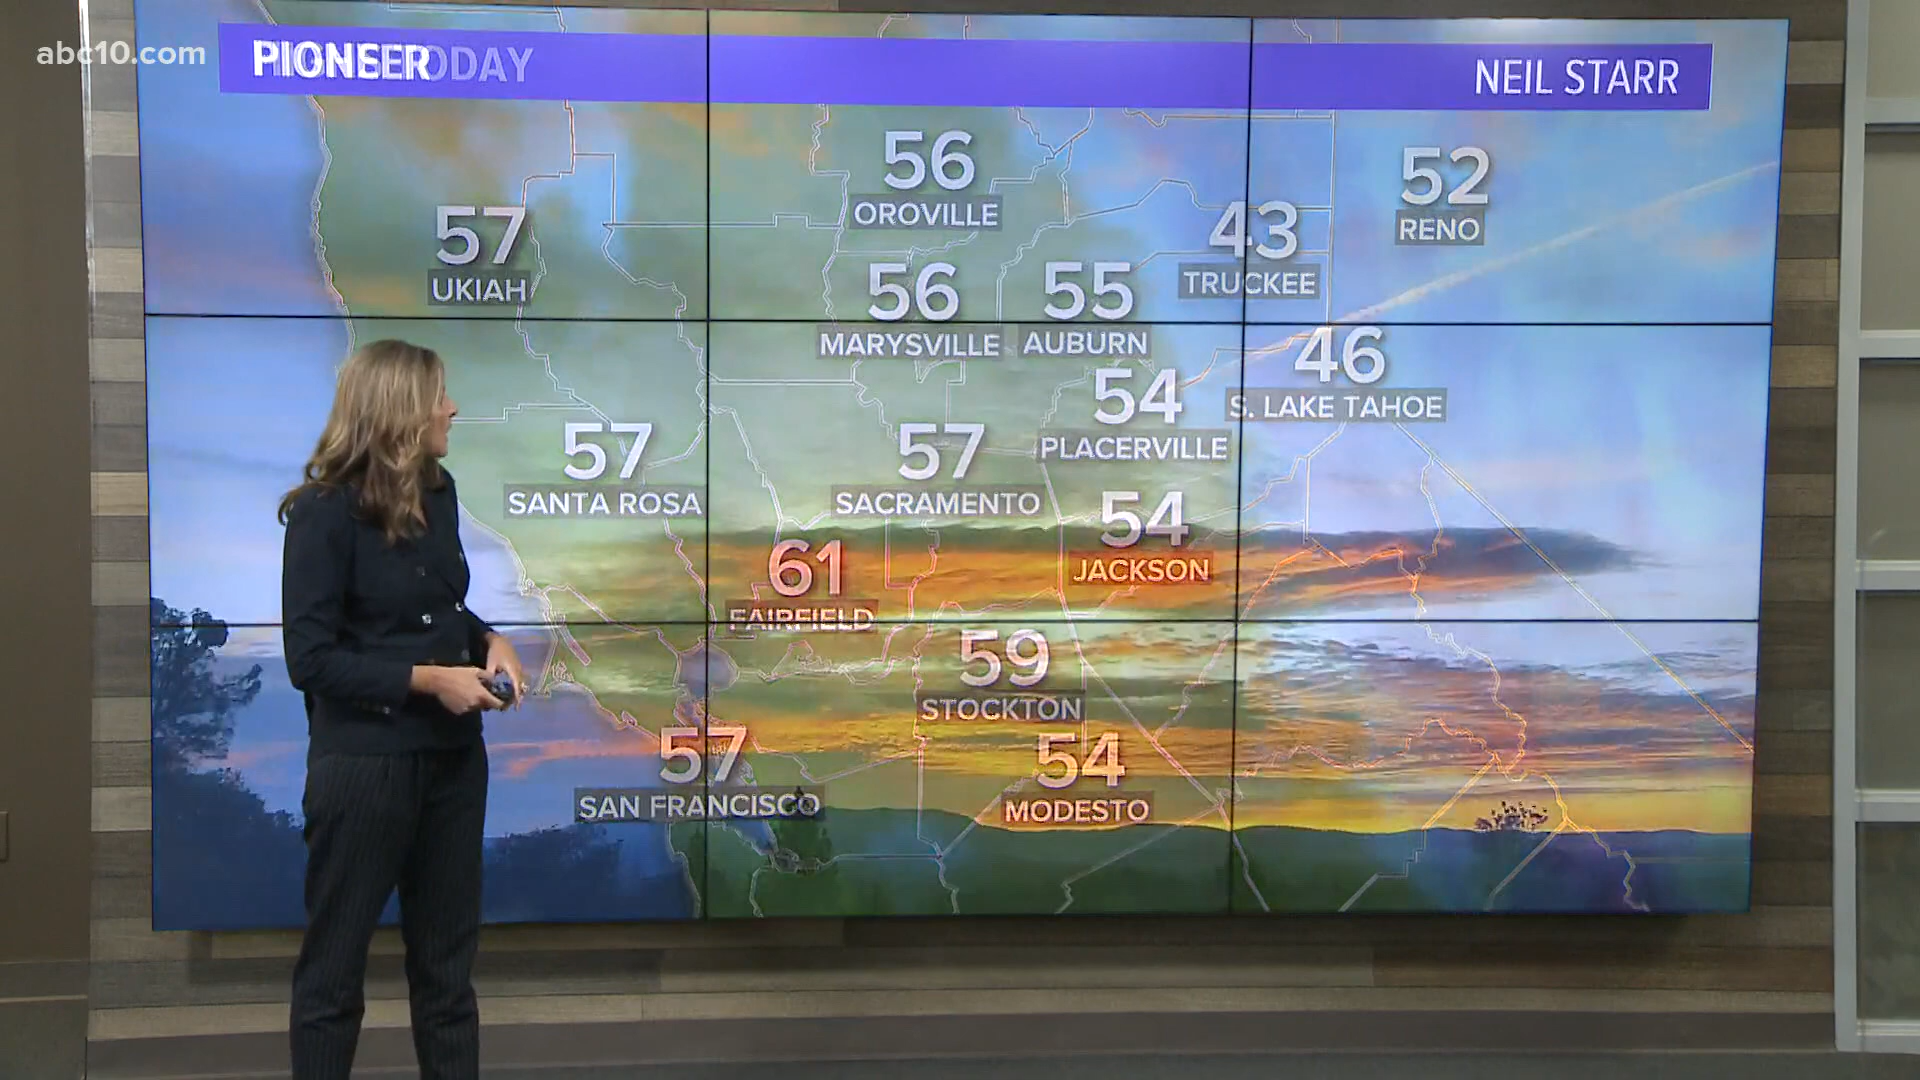 abc10.com
PIONEER
HIGHS TODAY
NEIL STARR
56
OROVILLE
52
RENO
57
UKIAH
43
TRUCKEE
56
MARYSVILLE
55
AUBURN
46
S. LAKE TAHOE
54
PLACERVILLE
57
SANTA ROSA
57
SACRAMENTO
54
JACKSON
61
FAIRFIELD
59
STOCKTON
57
SAN FRANCISCO
54
MODESTO